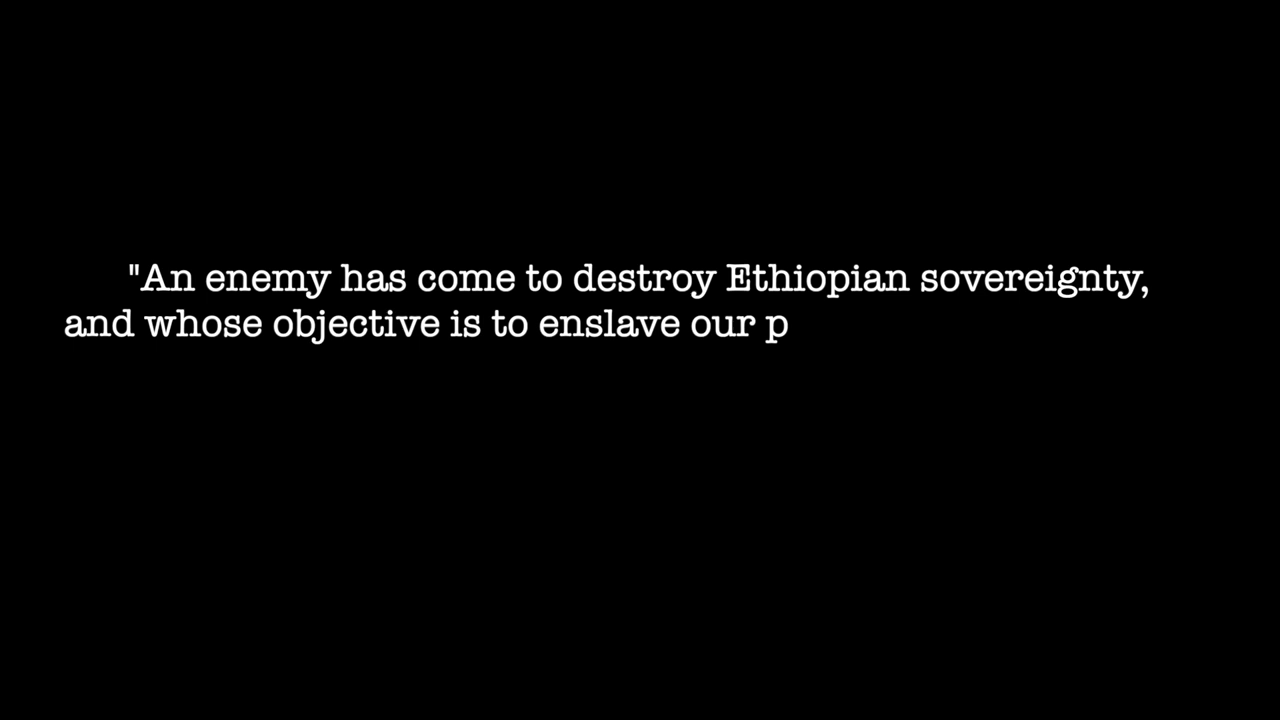 "An enemy has come to destroy Ethiopian sovereignty,
and whose objective is to enslave our p